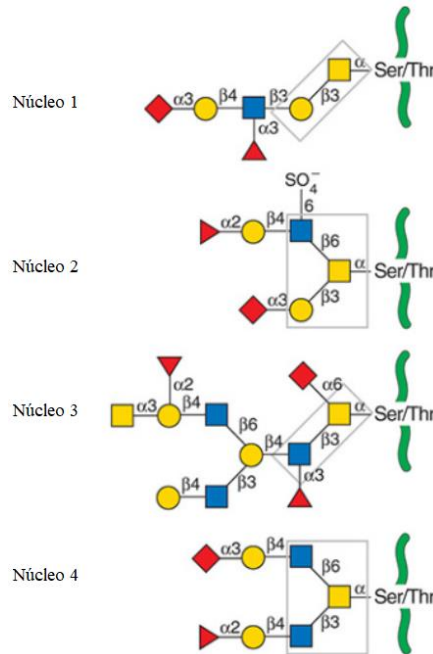 α
Ser/Thr
Núcleo 1
α3 β4 β3 β3
α3
SO4−
6
α2 β4
β6
Núcleo 2
α
Ser/Thr
α3 β3
α6
α2
α3 β4
α
Ser/Thr
Núcleo 3
β6
β4 β3
β3
α3
β4
α3 β4
β6
Núcleo 4
α
Ser/Thr
β3
α2 β4